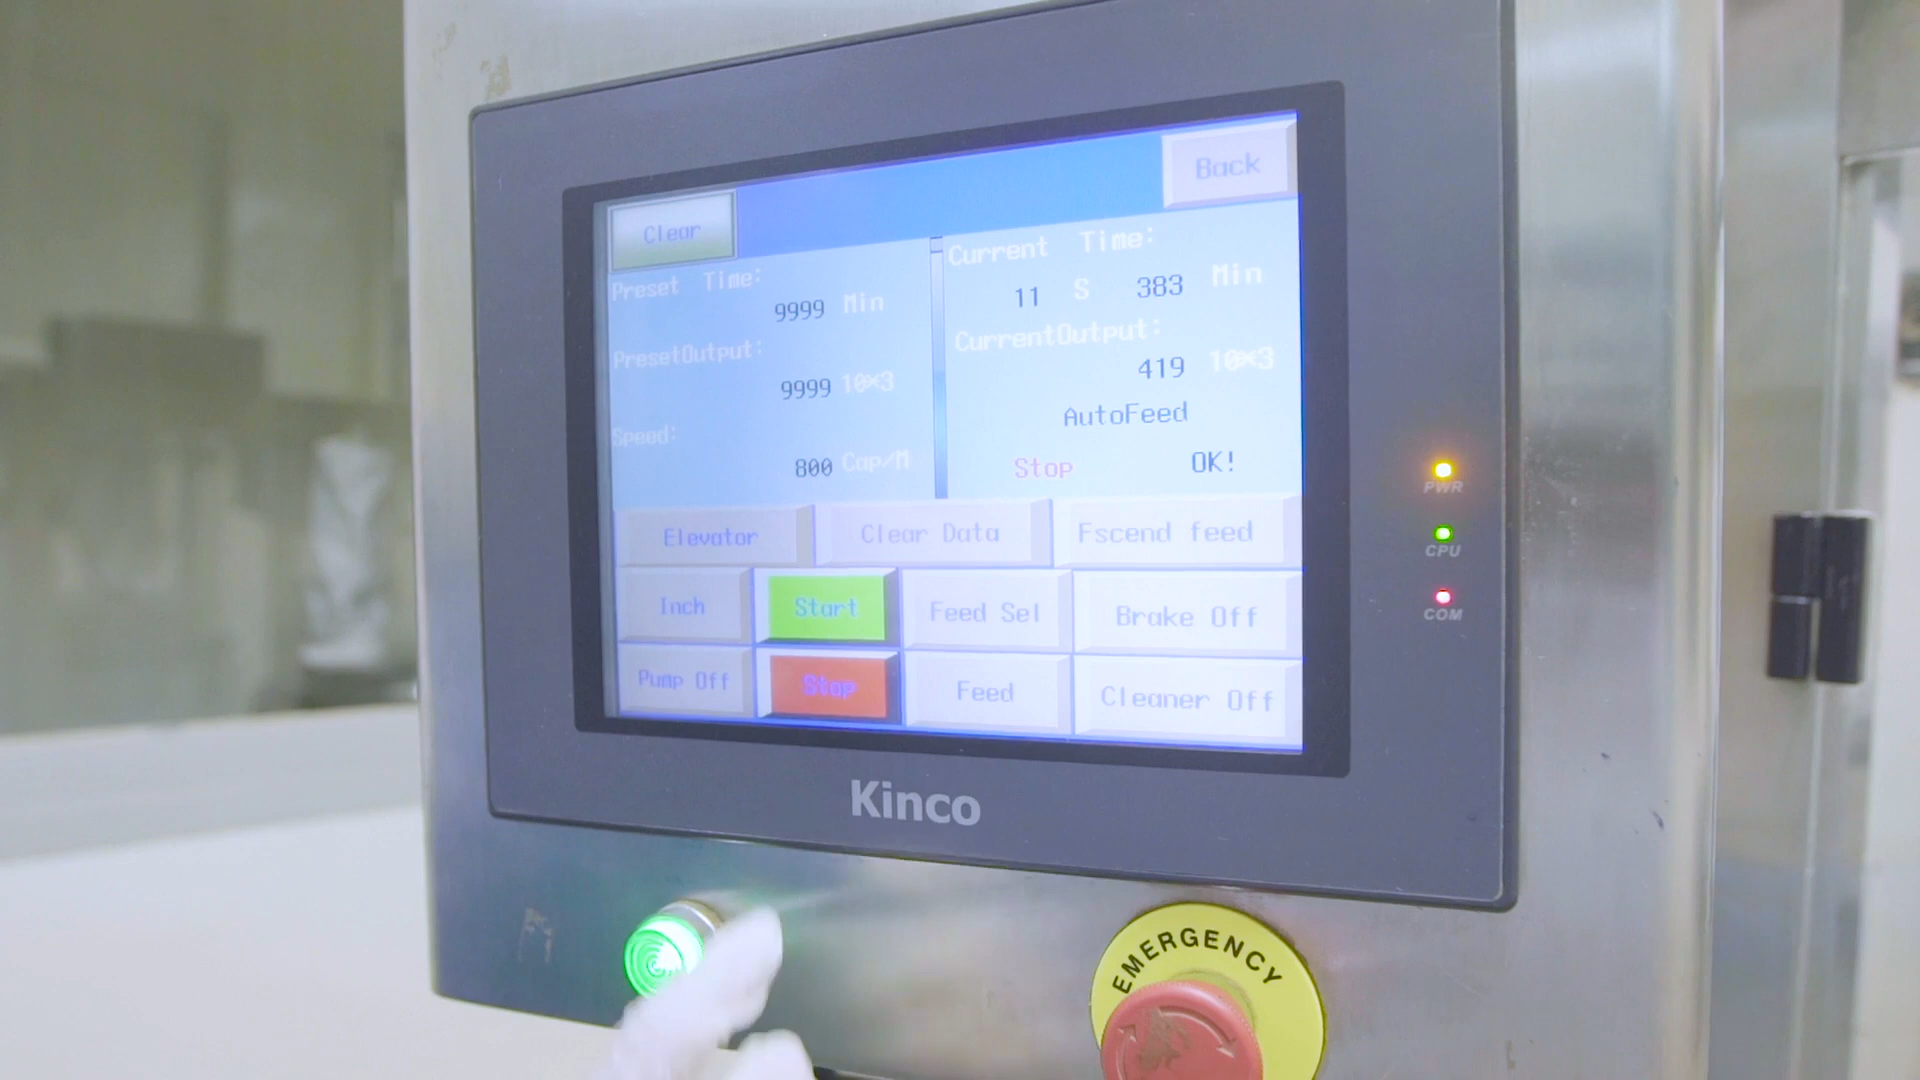 Clear
Back
Preset Time:
9999 Min
PresetOutput:
9999 10×3
Speed:
800 Cap/M
Current Time:
11 S 383 Min
CurrentOutput:
419 10×3
AutoFeed
Stop OK!
Elevator Clear Data Fscend feed
Inch Start Feed Sel Brake Off
Pump Off Stop Feed Cleaner Off
PWR
CPU
COM
Kinco
EMERGENCY